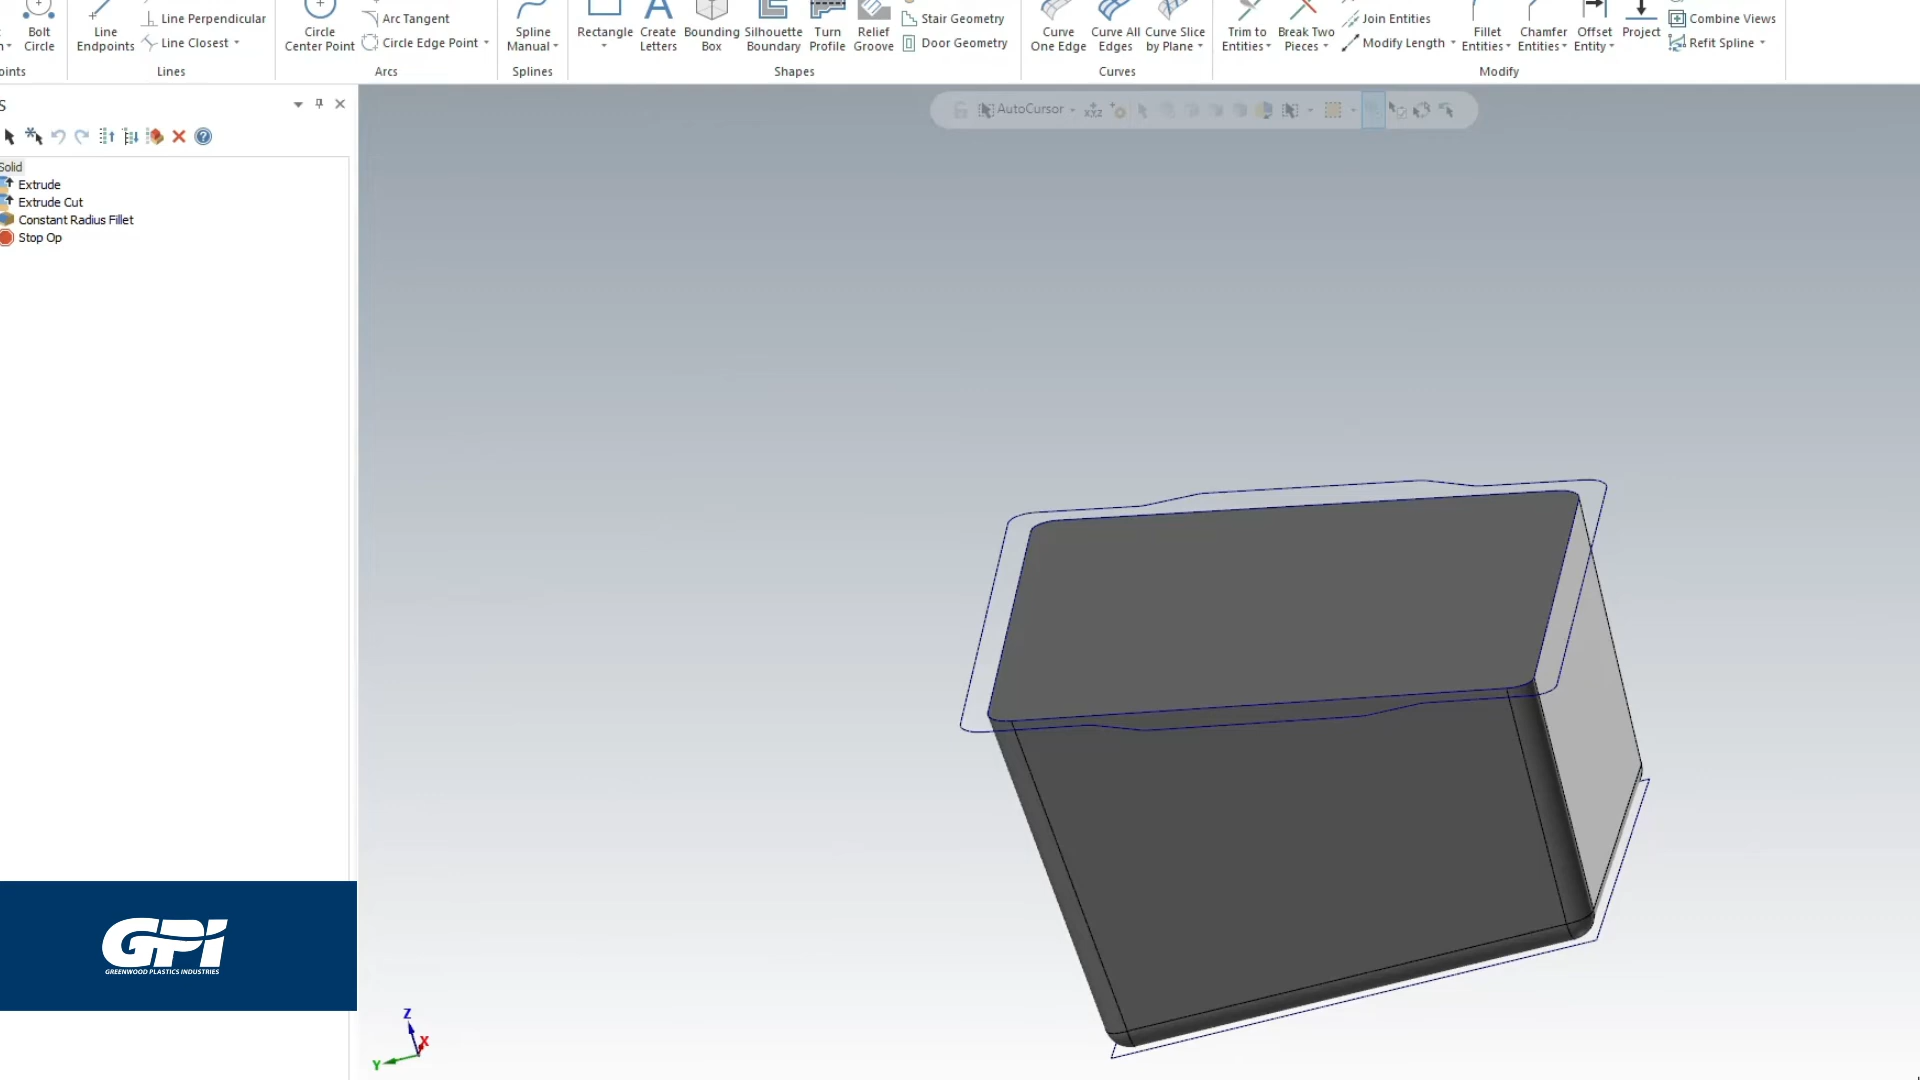 Bolt Circle
Line Endpoints
Line Perpendicular
Line Closest
Lines
Circle Center Point
Arc Tangent
Circle Edge Point
Arcs
Spline Manual
Splines
Rectangle
Create Letters
Bounding Box
Silhouette Boundary
Turn Profile
Relief Groove
Stair Geometry
Door Geometry
Shapes
Curve One Edge
Curve All Edges
Curve Slice by Plane
Curves
Trim to Entities
Break Two Pieces
Join Entities
Modify Length
Fillet Entities
Chamfer Entities
Offset Entity
Project
Combine Views
Refit Spline
Modify
AutoCursor
XYZ
Solid
Extrude
Extrude Cut
Constant Radius Fillet
Stop Op
GPI
GREENWOOD PLASTICS INDUSTRIES
Z
X
Y